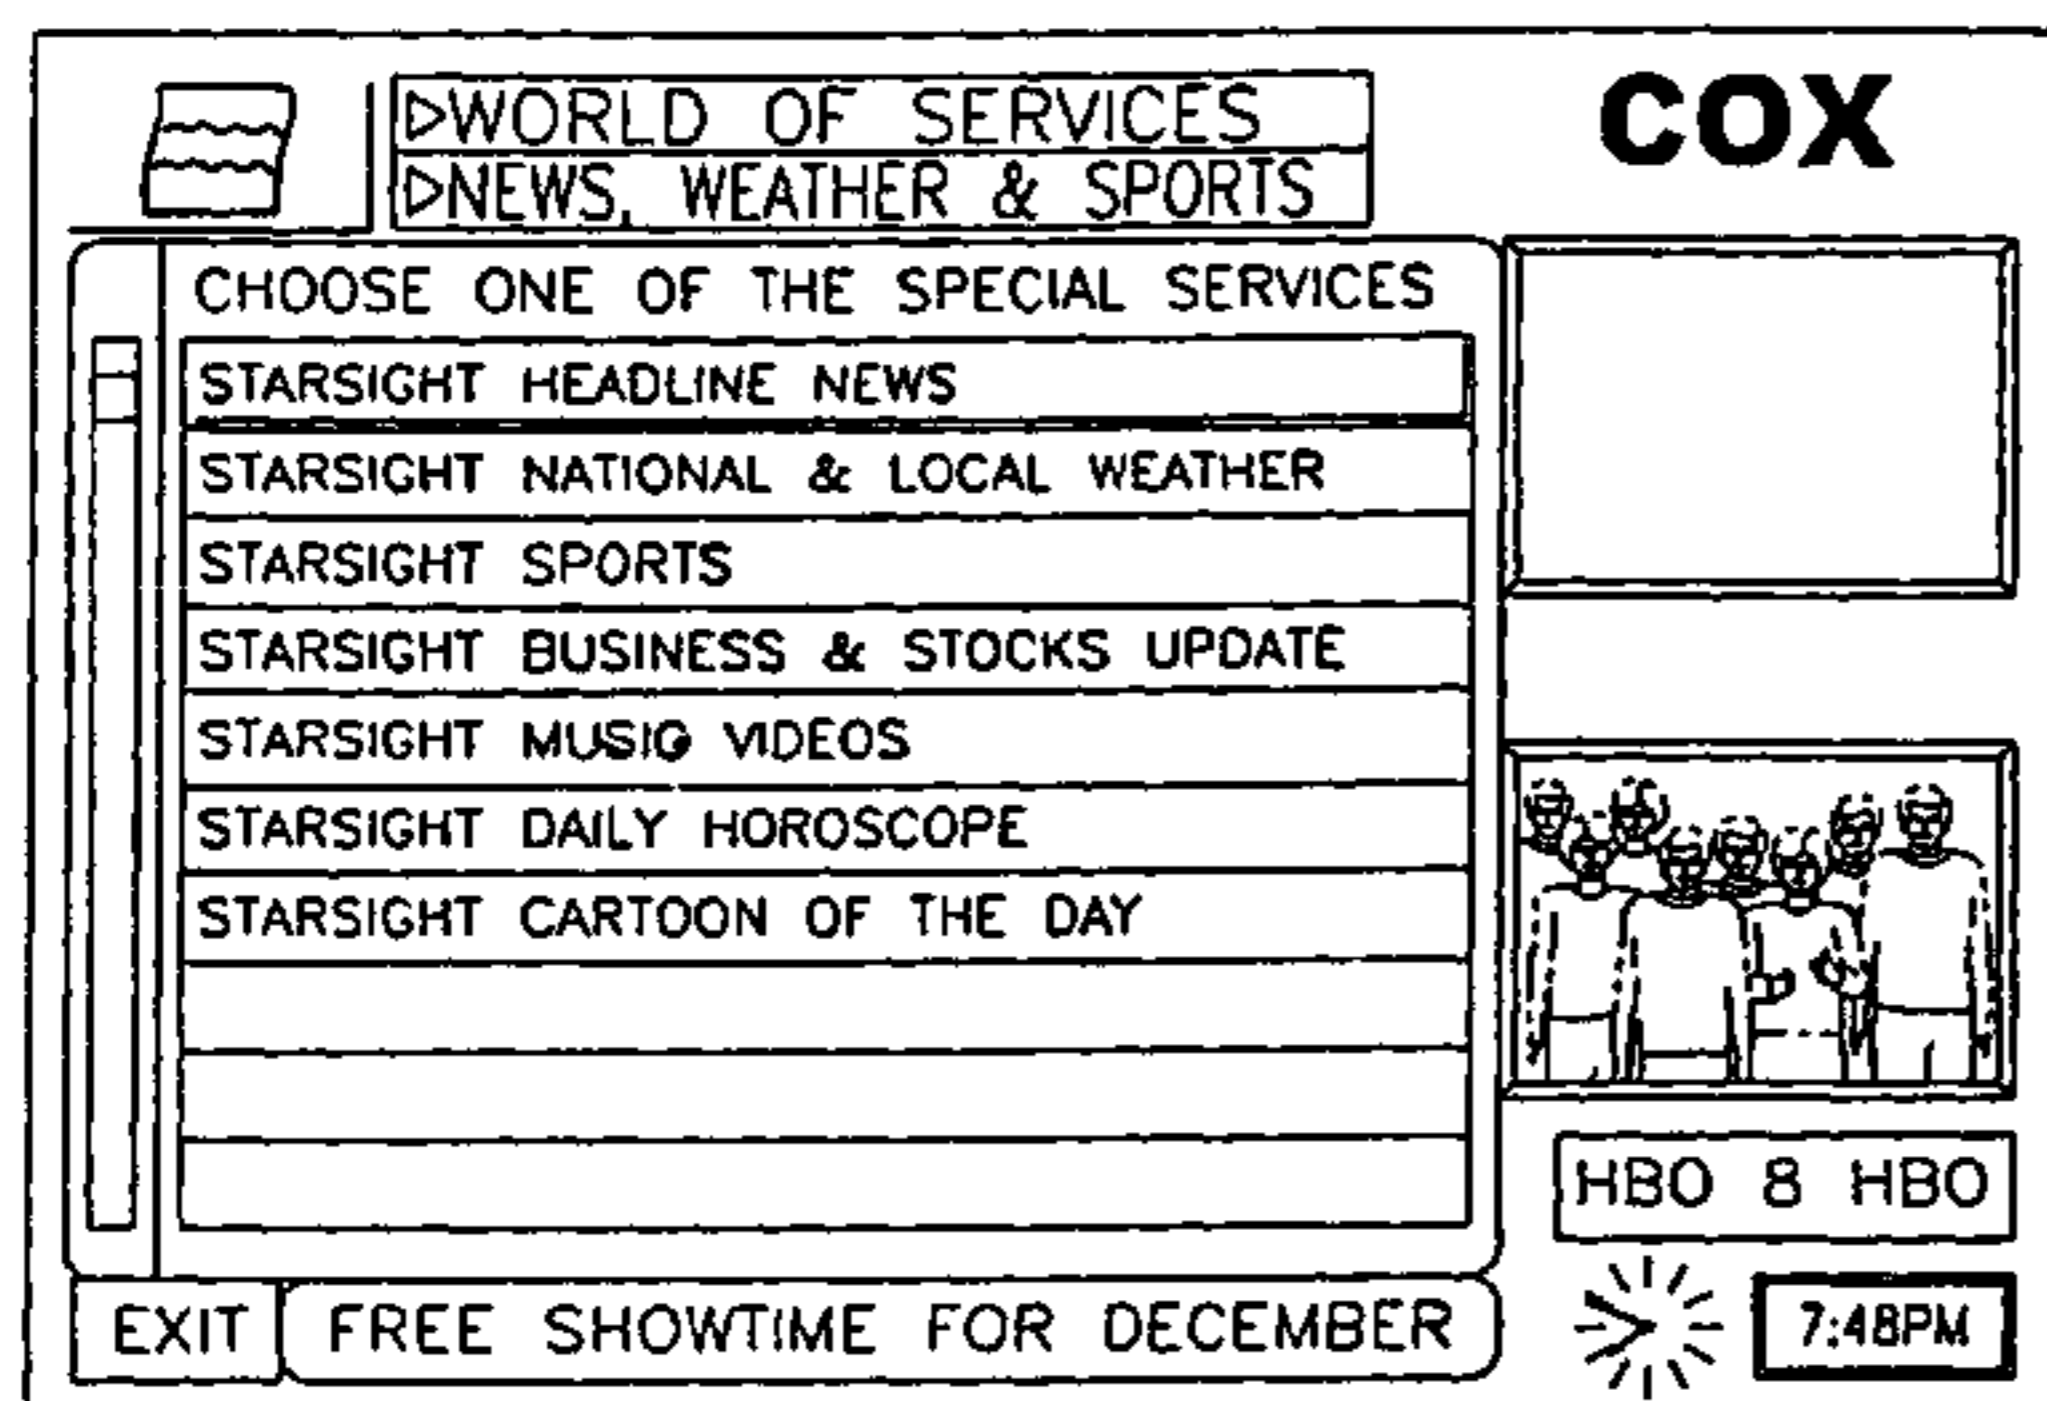 ▷WORLD OF SERVICES
▷NEWS, WEATHER & SPORTS
COX
CHOOSE ONE OF THE SPECIAL SERVICES
STARSIGHT HEADLINE NEWS
STARSIGHT NATIONAL & LOCAL WEATHER
STARSIGHT SPORTS
STARSIGHT BUSINESS & STOCKS UPDATE
STARSIGHT MUSIC VIDEOS
STARSIGHT DAILY HOROSCOPE
STARSIGHT CARTOON OF THE DAY
HBO 8 HBO
EXIT
FREE SHOWTIME FOR DECEMBER
7:48PM